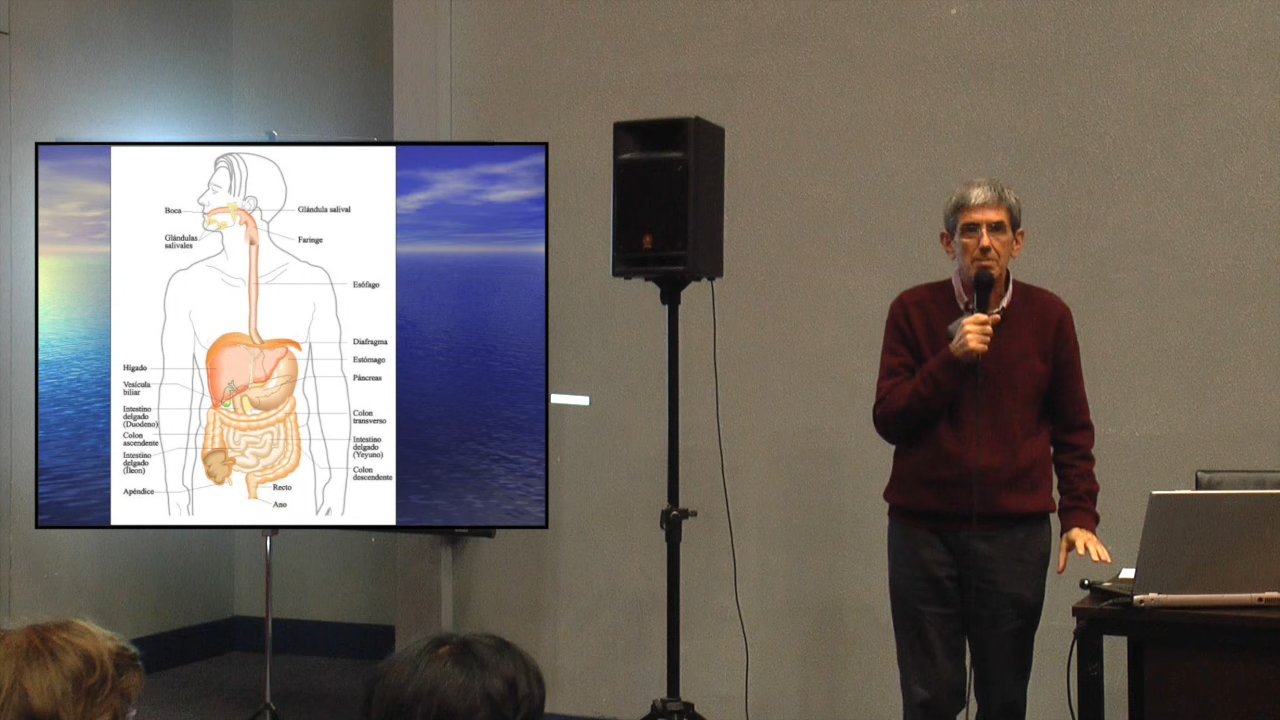 Boca
Glándula salival
Glándulas
salivales
Faringe
Esófago
Diafragma
Estómago
Hígado
Páncreas
Vesícula
biliar
Intestino
delgado
(Duodeno)
Colon
transverso
Colon
ascendente
Intestino
delgado
(Yeyuno)
Intestino
delgado
(Íleon)
Colon
descendente
Apéndice
Recto
Ano